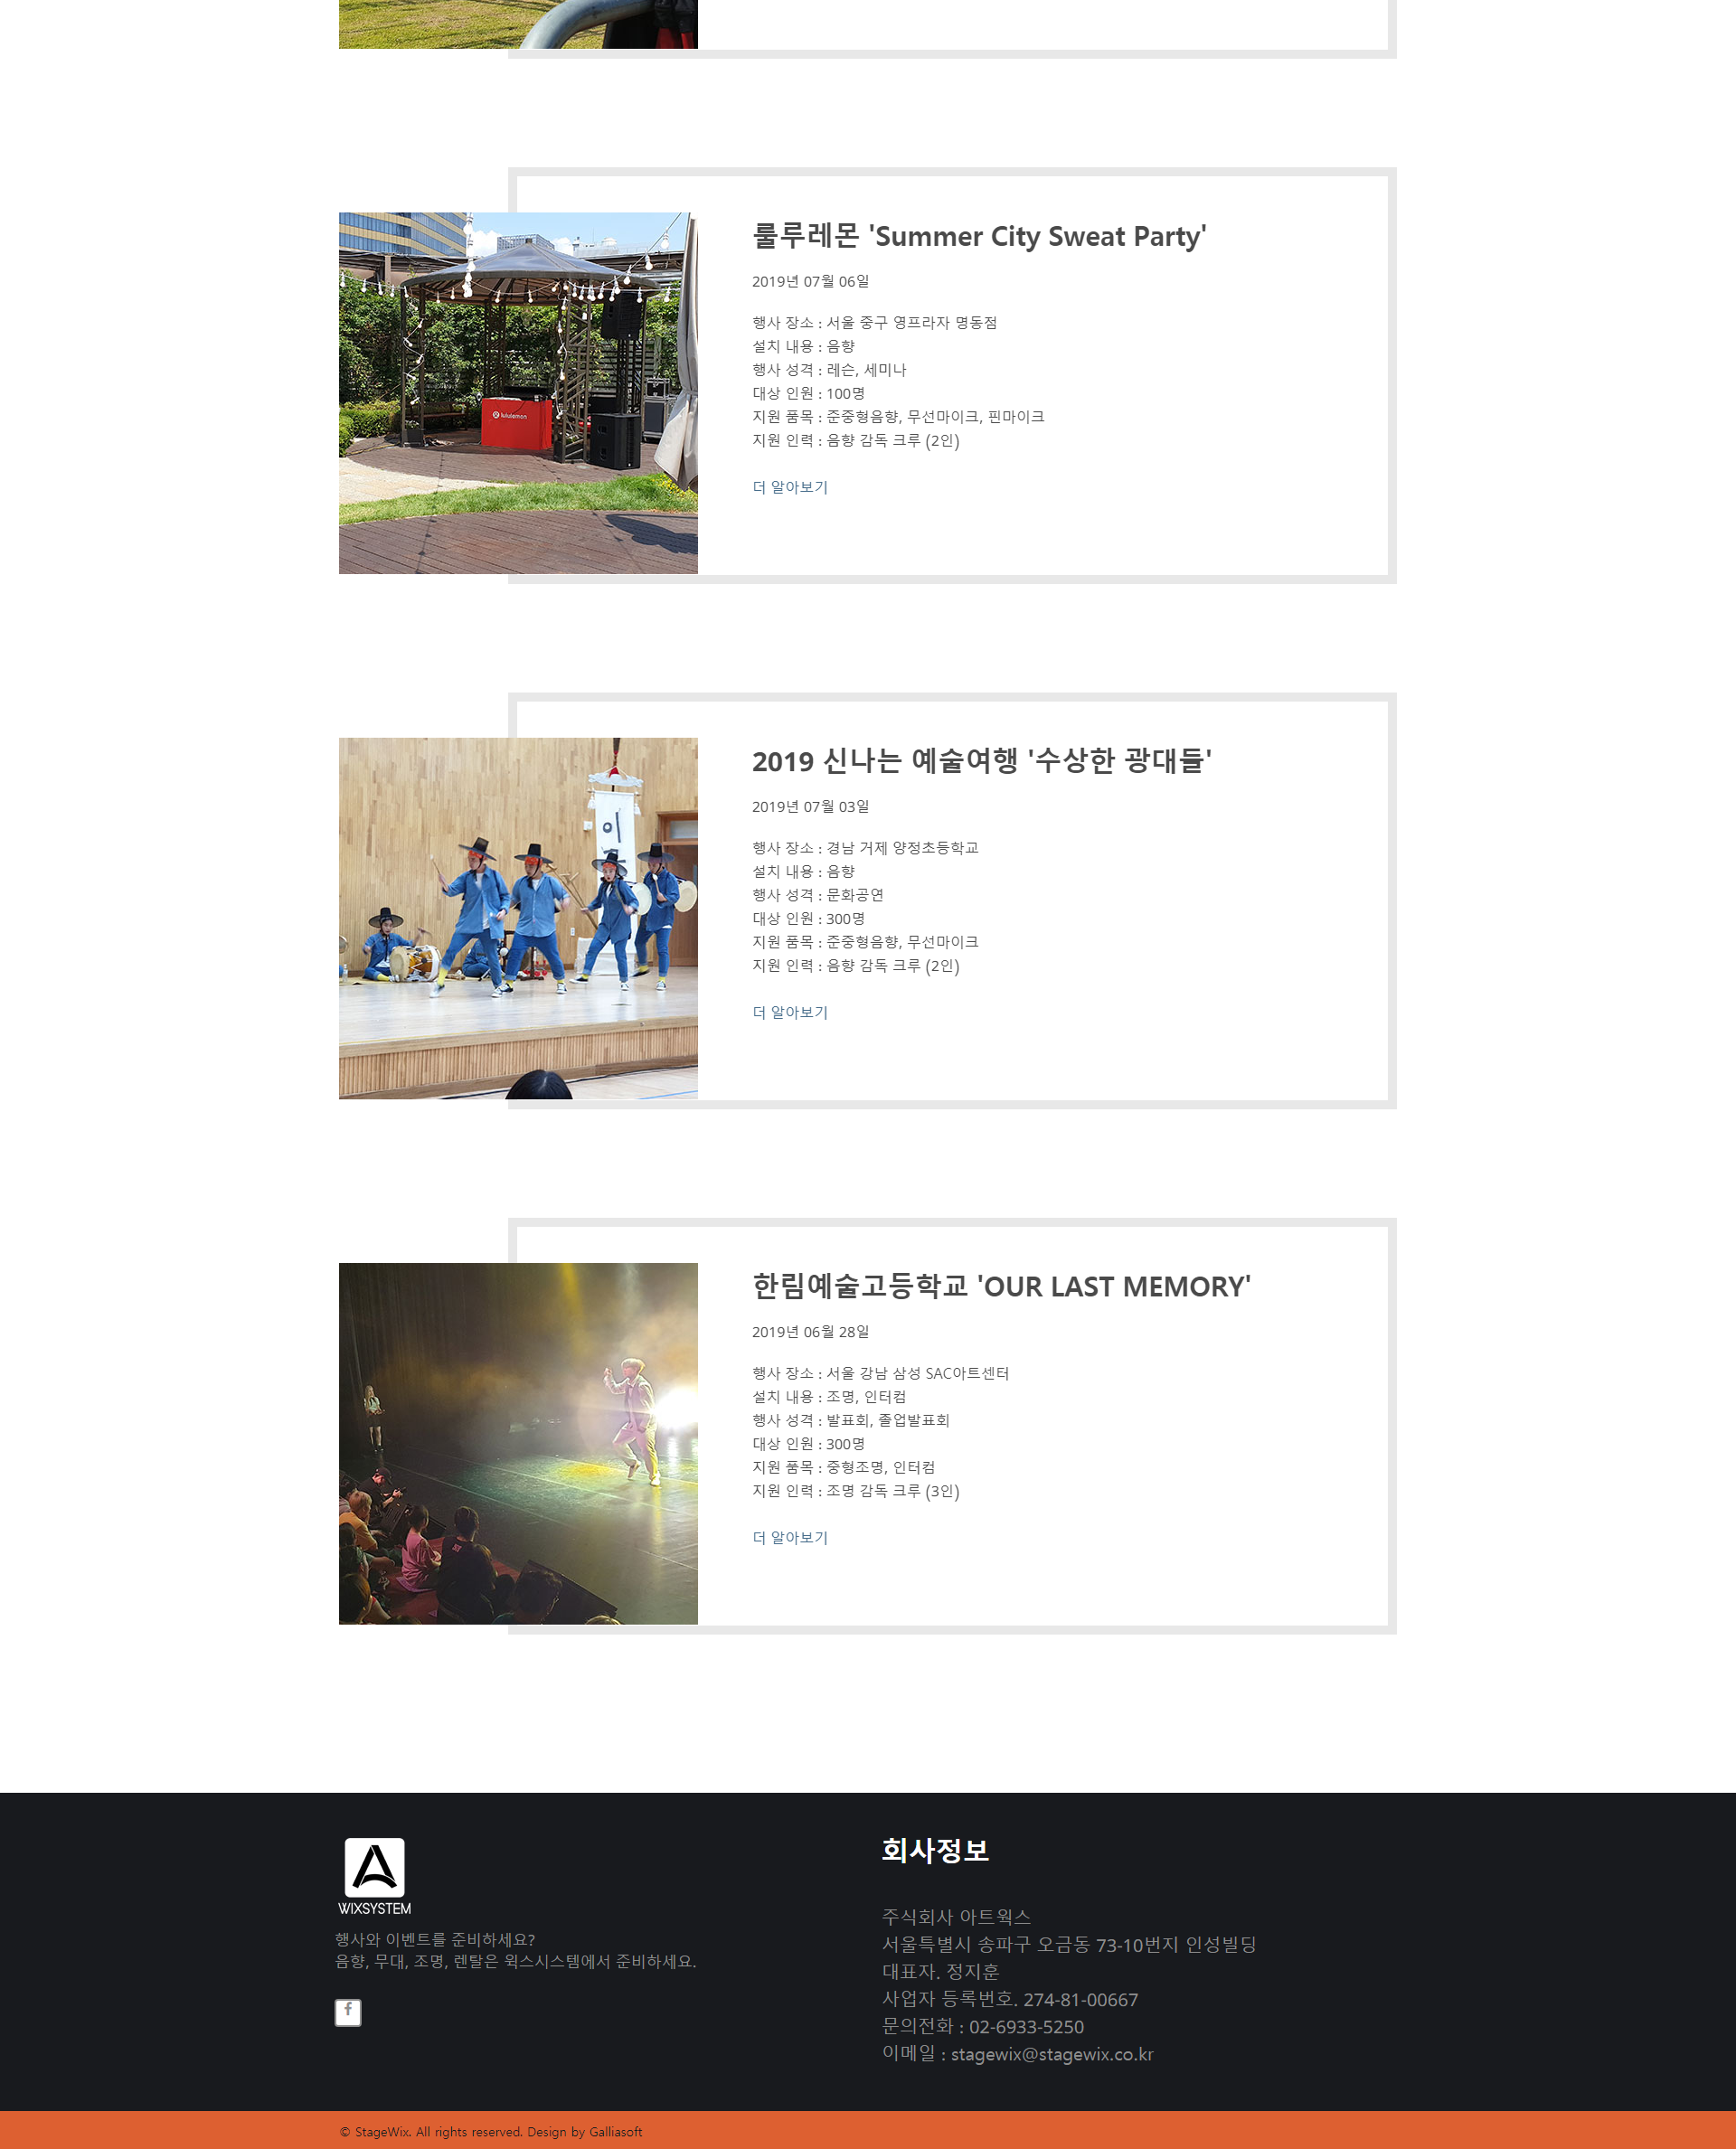 룰루레몬 'Summer City Sweat Party'
2019년 07월 06일
행사 장소 : 서울 중구 영프라자 명동점
설치 내용 : 음향
행사 성격 : 레슨, 세미나
대상 인원 : 100명
지원 품목 : 준중형음향, 무선마이크, 핀마이크
지원 인력 : 음향 감독 크루 (2인)
더 알아보기
lululemon
2019 신나는 예술여행 '수상한 광대들'
2019년 07월 03일
행사 장소 : 경남 거제 양정초등학교
설치 내용 : 음향
행사 성격 : 문화공연
대상 인원 : 300명
지원 품목 : 준중형음향, 무선마이크
지원 인력 : 음향 감독 크루 (2인)
더 알아보기
한림예술고등학교 'OUR LAST MEMORY'
2019년 06월 28일
행사 장소 : 서울 강남 삼성 SAC아트센터
설치 내용 : 조명, 인터컴
행사 성격 : 발표회, 졸업발표회
대상 인원 : 300명
지원 품목 : 중형조명, 인터컴
지원 인력 : 조명 감독 크루 (3인)
더 알아보기
WIXSYSTEM
행사와 이벤트를 준비하세요?
음향, 무대, 조명, 렌탈은 윅스시스템에서 준비하세요.
회사정보
주식회사 아트웍스
서울특별시 송파구 오금동 73-10번지 인성빌딩
대표자. 정지훈
사업자 등록번호. 274-81-00667
문의전화 : 02-6933-5250
이메일 : stagewix@stagewix.co.kr
© StageWix. All rights reserved. Design by Galliasoft